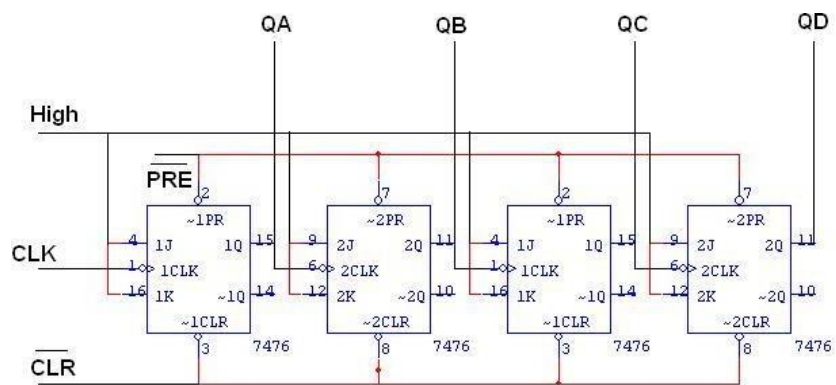 QA QB QC QD
High
PRE
2 7 2 7
~1PR ~2PR ~1PR ~2PR
4 1J 1Q 15 9 2J 2Q 11 4 1J 1Q 15 9 2J 2Q 11
CLK
1 1CLK 6 2CLK 1 1CLK 6 2CLK
16 1K ~1Q 14 12 2K ~2Q 10 16 1K ~1Q 14 12 2K ~2Q 10
~1CLR ~2CLR ~1CLR ~2CLR
3 7476 8 7476 3 7476 8 7476
CLR